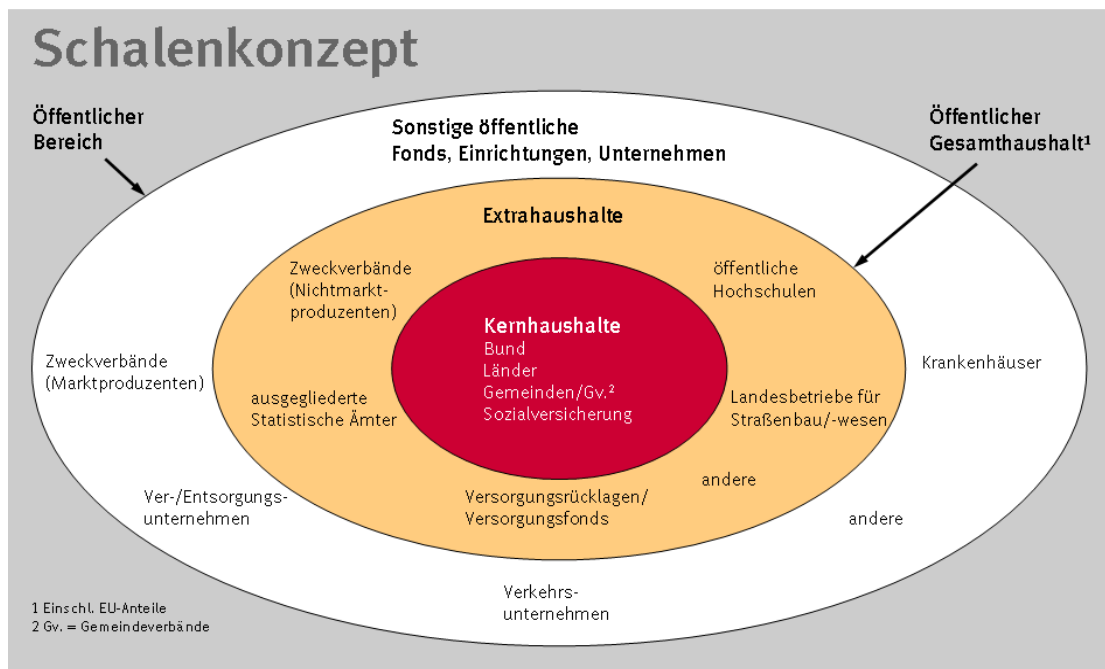 Schalenkonzept
Öffentlicher
Bereich
Sonstige öffentliche
Fonds, Einrichtungen, Unternehmen
Öffentlicher
Gesamthaushalt¹
Extrahaushalte
Zweckverbände
(Nichtmarkt-
produzenten)
öffentliche
Hochschulen
Kernhaushalte
Bund
Länder
Gemeinden/Gv.²
Sozialversicherung
Zweckverbände
(Marktproduzenten)
Krankenhäuser
ausgegliederte
Statistische Ämter
Landesbetriebe für
Straßenbau/-wesen
andere
Ver-/Entsorgungs-
unternehmen
Versorgungsrücklagen/
Versorgungsfonds
andere
Verkehrs-
unternehmen
1 Einschl. EU-Anteile
2 Gv. = Gemeindeverbände